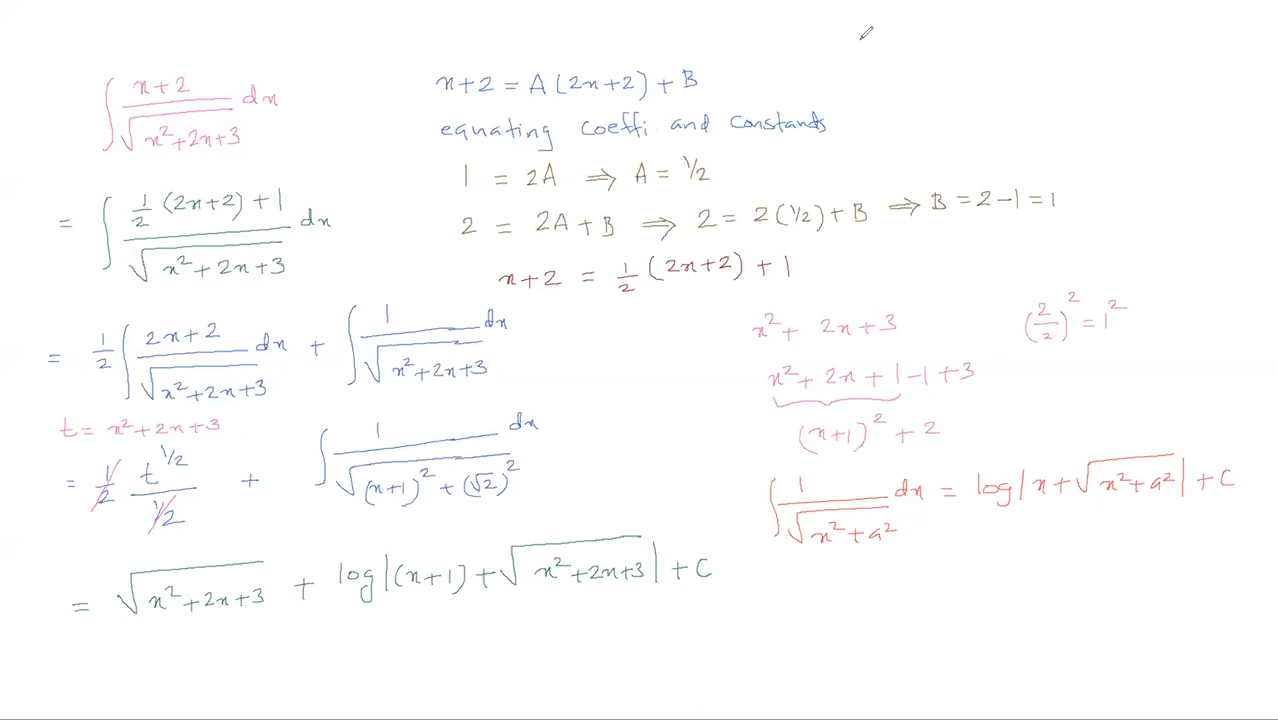 ∫ x+2 / √(x²+2x+3) dx
= ∫ (½(2x+2)+1) / √(x²+2x+3) dx
= ½ ∫ (2x+2) / √(x²+2x+3) dx + ∫ 1 / √(x²+2x+3) dx
t = x²+2x+3
= ½ t^½ / ½ + ∫ 1 / √((x+1)²+(√2)²) dx
= √(x²+2x+3) + log|(x+1)+√(x²+2x+3)| + C
x+2 = A(2x+2)+B
equating coeffi and constands
1 = 2A ⇒ A = ½
2 = 2A+B ⇒ 2 = 2(½)+B ⇒ B = 2-1 = 1
x+2 = ½(2x+2)+1
x²+ 2x+3 (2/2)² = 1²
x²+2x+1-1+3
(x+1)²+2
∫ 1 / √(x²+a²) dx = log|x+√(x²+a²)|+C